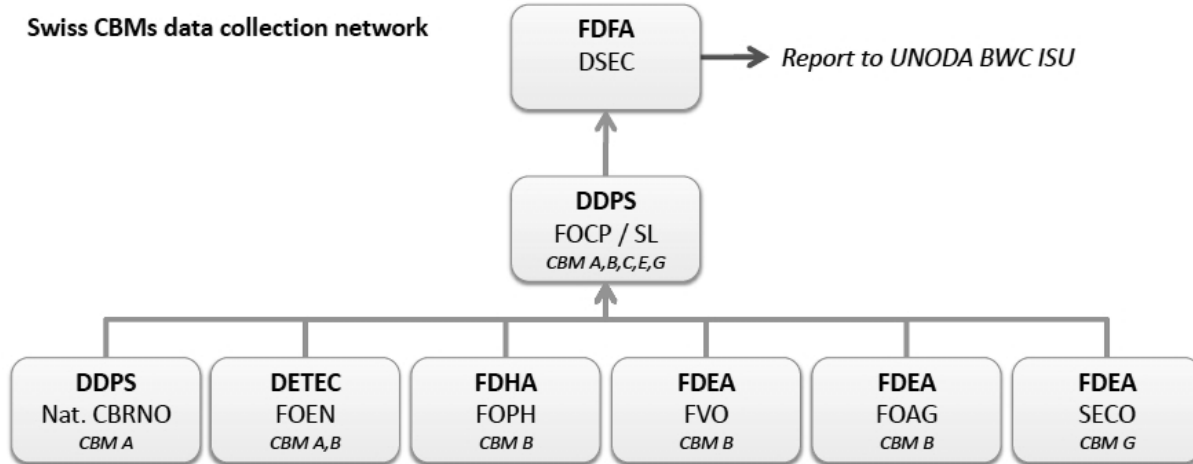 Swiss CBMs data collection network
FDFA
DSEC
Report to UNODA BWC ISU
DDPS
FOCP / SL
CBM A,B,C,E,G
DDPS
Nat. CBRNO
CBM A
DETEC
FOEN
CBM A,B
FDHA
FOPH
CBM B
FDEA
FVO
CBM B
FDEA
FOAG
CBM B
FDEA
SECO
CBM G